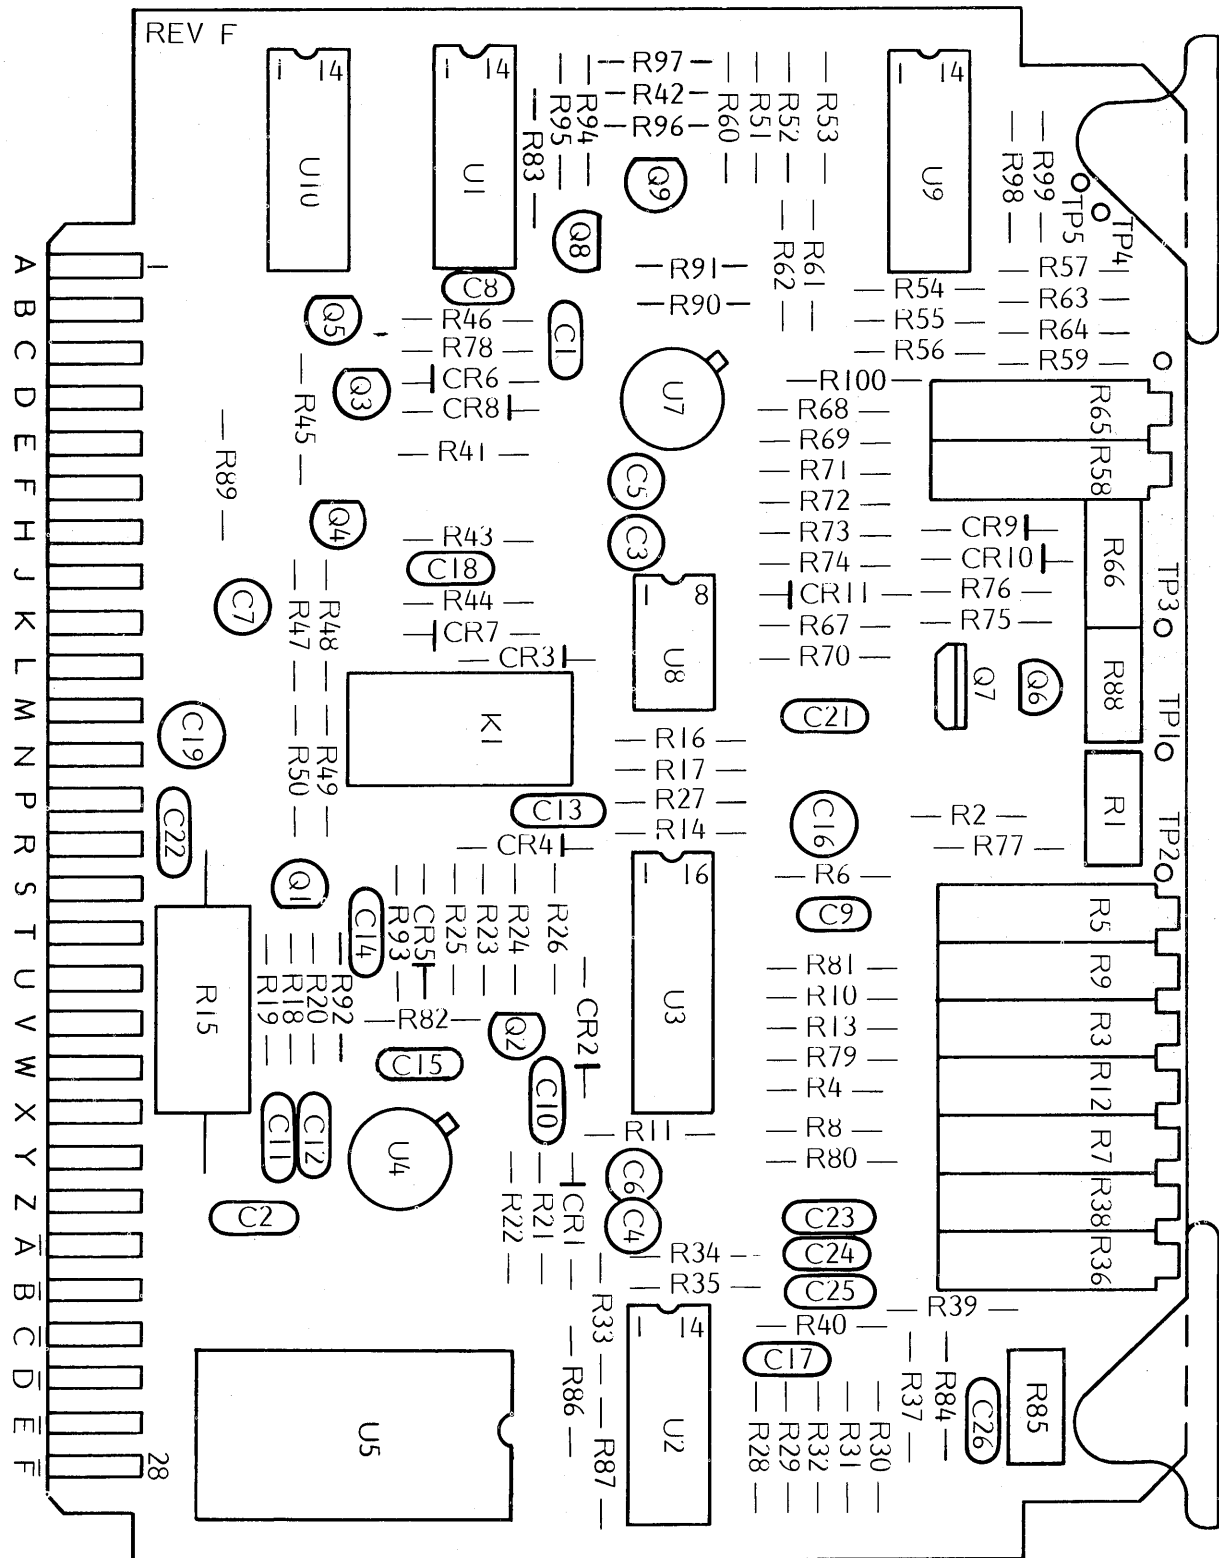 REV F
1 14
U10
1 14
U1
R95
R94
R83
R97
R42
R96
R60
R51
R52
R53
1 14
U9
R99
R98
TP5
TP4
Q9
Q8
R91
R90
R62
R61
R57
R63
R64
R59
R54
R55
R56
A
B
C
D
E
F
H
J
K
L
M
N
P
R
S
T
U
V
W
X
Y
Z
A̅
B̅
C̅
D̅
E̅
F̅
1
28
C8
Q5
R46
R78
CR6
CR8
R41
C1
Q3
R45
R89
U7
R100
R68
R69
R71
R72
R73
R74
CR11
R67
R70
R65
R58
C5
C3
Q4
R43
C18
R44
CR7
CR3
C7
R47
R48
1 8
U8
CR9
CR10
R76
R75
R66
TP3
Q7
Q6
R88
TP1
C19
K1
R50
R49
R16
R17
R27
R14
C21
C16
R2
R77
R1
TP2
C22
C13
CR4
Q1
C14
R93
CR5
R25
R23
R24
R26
1 16
U3
R6
C9
R81
R10
R13
R79
R4
R8
R80
R5
R9
R3
R12
R7
R38
R36
R15
R19
R18
R20
R92
R82
Q2
CR2
C15
C10
C11
C12
U4
R11
C6
C4
C2
R22
R21
CR1
R34
R35
C23
C24
C25
R39
R40
C17
R33
R86
R87
1 14
U2
U5
R28
R29
R32
R31
R30
R37
R84
C26
R85